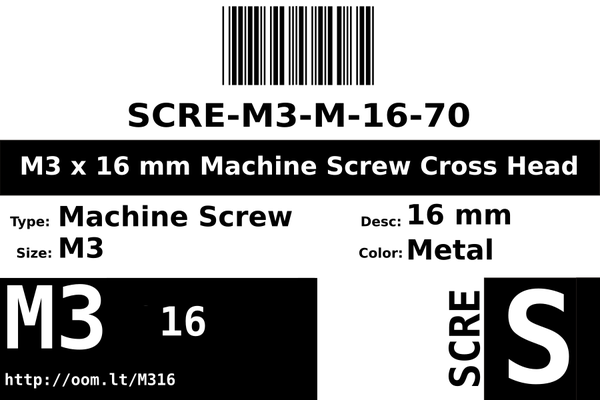 SCRE-M3-M-16-70
M3 x 16 mm Machine Screw Cross Head
Type: Machine Screw
Desc: 16 mm
Size: M3
Color: Metal
M3 16
SCRE
S
http://oom.lt/M316